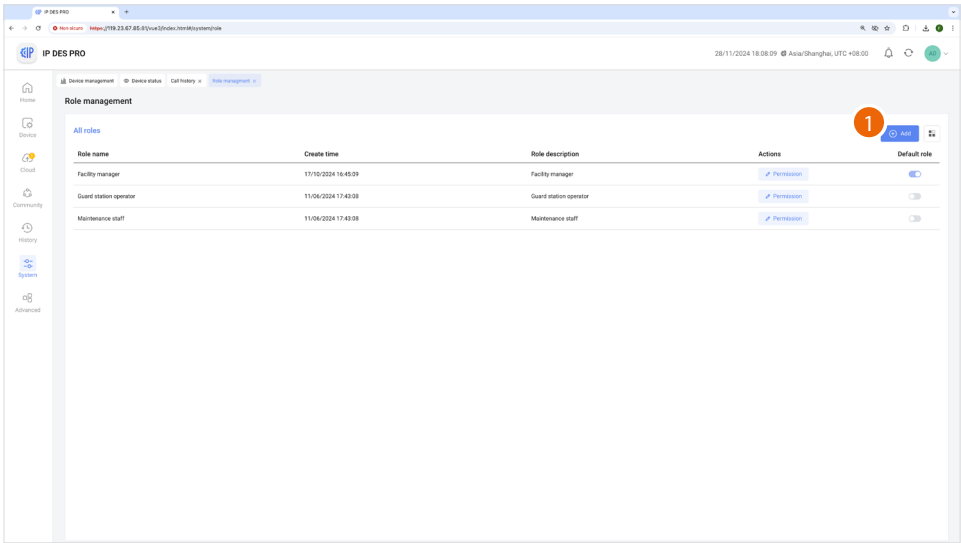 IP DES PRO
Non sicuro https://119.23.67.85:81/vue3/index.html#/system/role
IP DES PRO
28/11/2024 18:08:09 @ Asia/Shanghai, UTC +08:00
AD
Device management Device status Call history × Role managment ×
Home
Role management
Device
All roles
1
Add
Role name Create time Role description Actions Default role
Facility manager 17/10/2024 16:45:09 Facility manager Permission
Cloud
Guard station operator 11/06/2024 17:43:08 Guard station operator Permission
Community
Maintenance staff 11/06/2024 17:43:08 Maintenance staff Permission
History
System
Advanced